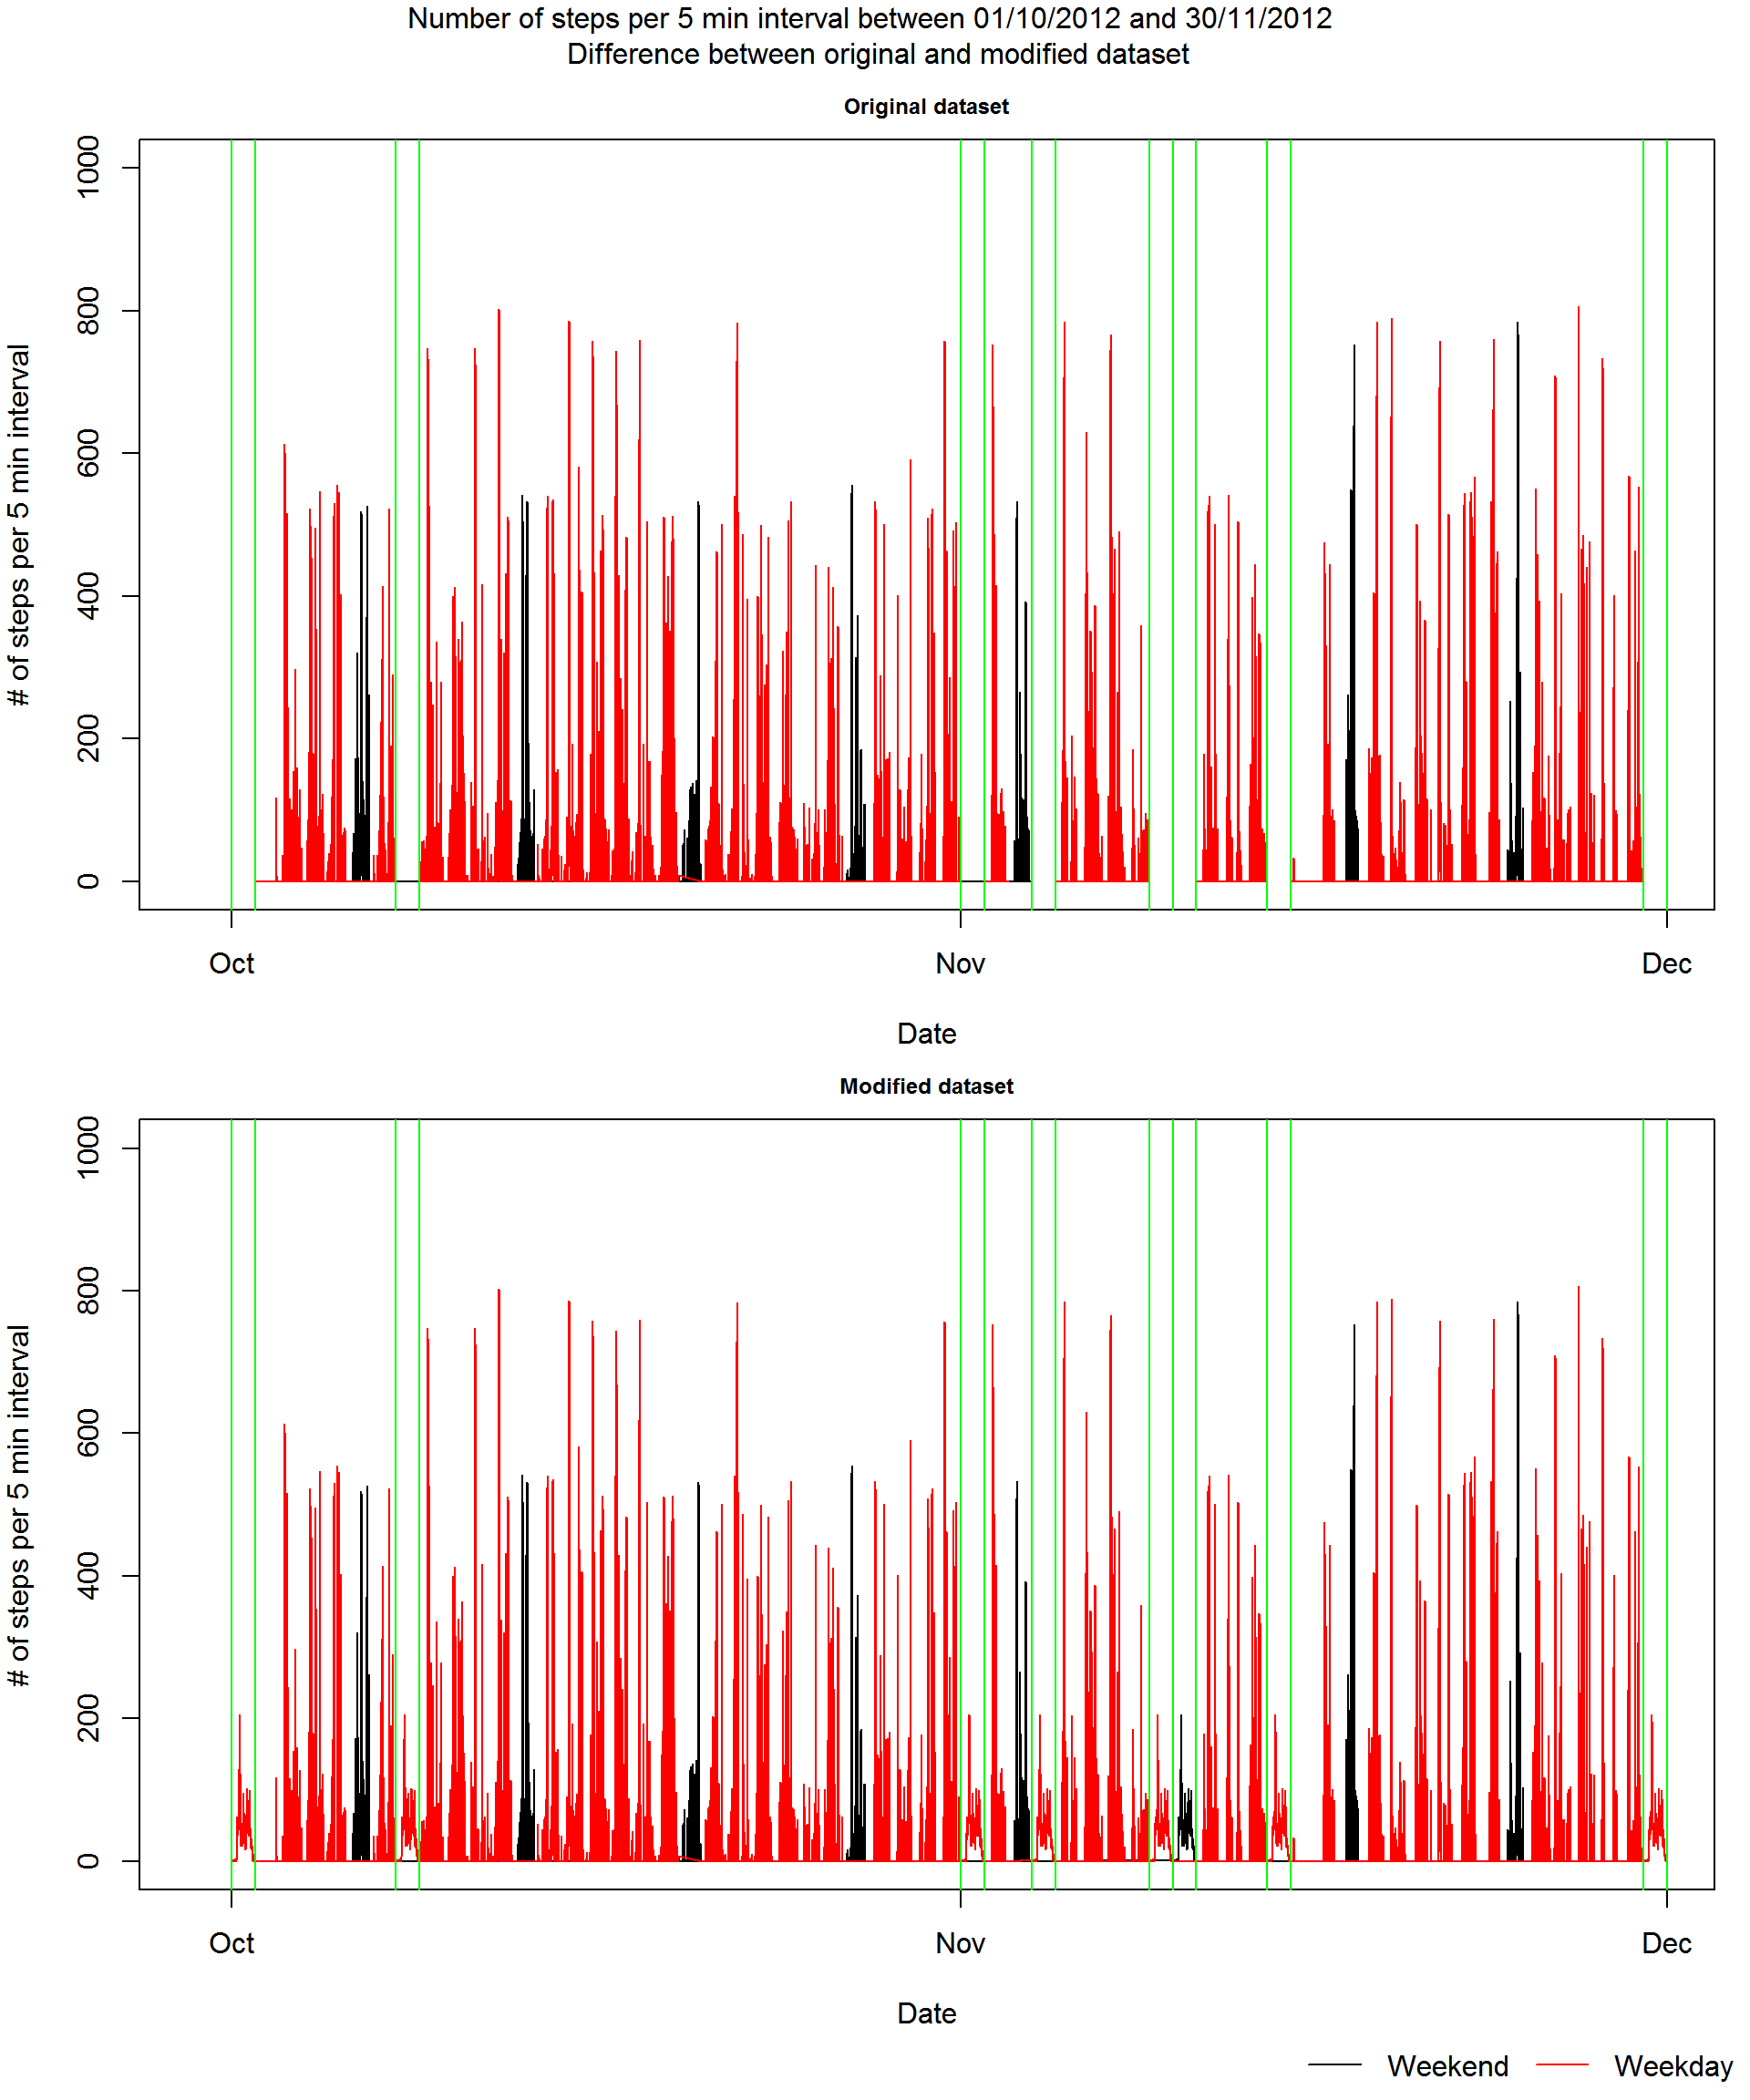 Number of steps per 5 min interval between 01/10/2012 and 30/11/2012
Difference between original and modified dataset
Original dataset
# of steps per 5 min interval
1000
800
600
400
200
0
Oct
Nov
Dec
Date
Modified dataset
# of steps per 5 min interval
1000
800
600
400
200
0
Oct
Nov
Dec
Date
Weekend
Weekday